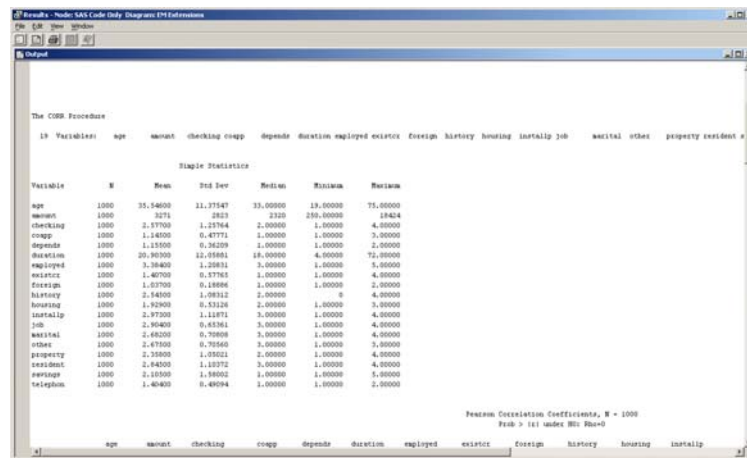 Results - Node: SAS Code Only Diagram: EM Extensions
File Edit View Window
Output
The CORR Procedure
19 Variables: age amount checking coapp depends duration employed existcr foreign history housing installp job marital other property resident s
Simple Statistics
Variable N Mean Std Dev Median Minimum Maximum
age 1000 35.54600 11.37547 33.00000 19.00000 75.00000
amount 1000 3271 2823 2320 250.00000 18424
checking 1000 2.57700 1.25764 2.00000 1.00000 4.00000
coapp 1000 1.14500 0.47771 1.00000 1.00000 3.00000
depends 1000 1.15500 0.36209 1.00000 1.00000 2.00000
duration 1000 20.90300 12.05881 18.00000 4.00000 72.00000
employed 1000 3.38400 1.20831 3.00000 1.00000 5.00000
existcr 1000 1.40700 0.57765 1.00000 1.00000 4.00000
foreign 1000 1.03700 0.18886 1.00000 1.00000 2.00000
history 1000 2.54500 1.08312 2.00000 0 4.00000
housing 1000 1.92900 0.53126 2.00000 1.00000 3.00000
installp 1000 2.97300 1.11871 3.00000 1.00000 4.00000
job 1000 2.90400 0.65361 3.00000 1.00000 4.00000
marital 1000 2.68200 0.70808 3.00000 1.00000 4.00000
other 1000 2.67500 0.70560 3.00000 1.00000 3.00000
property 1000 2.35800 1.05021 2.00000 1.00000 4.00000
resident 1000 2.84500 1.10372 3.00000 1.00000 4.00000
savings 1000 2.10500 1.58002 1.00000 1.00000 5.00000
telephon 1000 1.40400 0.49094 1.00000 1.00000 2.00000
Pearson Correlation Coefficients, N = 1000
Prob > |r| under H0: Rho=0
age amount checking coapp depends duration employed existcr foreign history housing installp